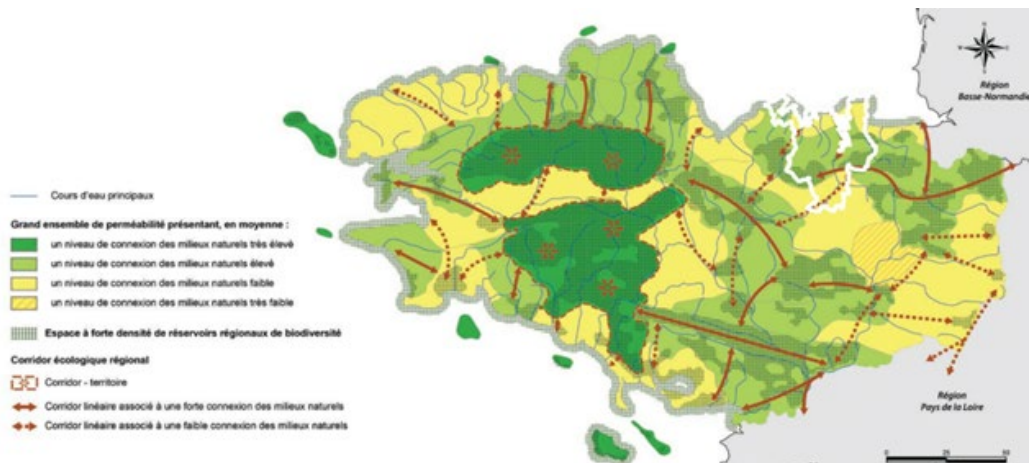 N
Région
Basse-Normandie
Cours d'eau principaux
Grand ensemble de perméabilité présentant, en moyenne :
un niveau de connexion des milieux naturels très élevé
un niveau de connexion des milieux naturels élevé
un niveau de connexion des milieux naturels faible
un niveau de connexion des milieux naturels très faible
Espace à forte densité de réservoirs régionaux de biodiversité
Corridor écologique régional
Corridor - territoire
Corridor linéaire associé à une forte connexion des milieux naturels
Corridor linéaire associé à une faible connexion des milieux naturels
Région
Pays de la Loire
0 25 50